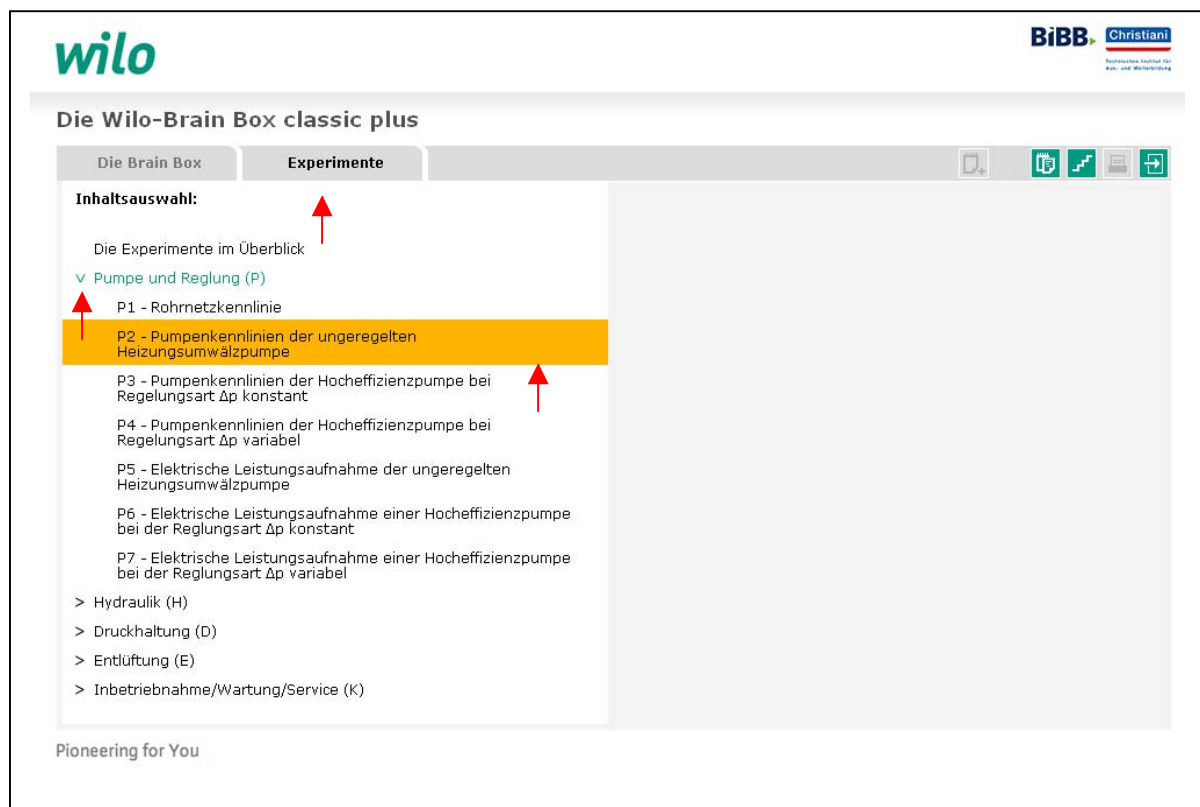 wilo
BiBB
Christiani
Technisches Institut für
Aus- und Weiterbildung
Die Wilo-Brain Box classic plus
Die Brain Box
Experimente
Inhaltsauswahl:
Die Experimente im Überblick
v Pumpe und Reglung (P)
P1 - Rohrnetzkennlinie
P2 - Pumpenkennlinien der ungeregelten
Heizungsumwälzpumpe
P3 - Pumpenkennlinien der Hocheffizienzpumpe bei
Regelungsart Δp konstant
P4 - Pumpenkennlinien der Hocheffizienzpumpe bei
Regelungsart Δp variabel
P5 - Elektrische Leistungsaufnahme der ungeregelten
Heizungsumwälzpumpe
P6 - Elektrische Leistungsaufnahme einer Hocheffizienzpumpe
bei der Reglungsart Δp konstant
P7 - Elektrische Leistungsaufnahme einer Hocheffizienzpumpe
bei der Reglungsart Δp variabel
> Hydraulik (H)
> Druckhaltung (D)
> Entlüftung (E)
> Inbetriebnahme/Wartung/Service (K)
Pioneering for You